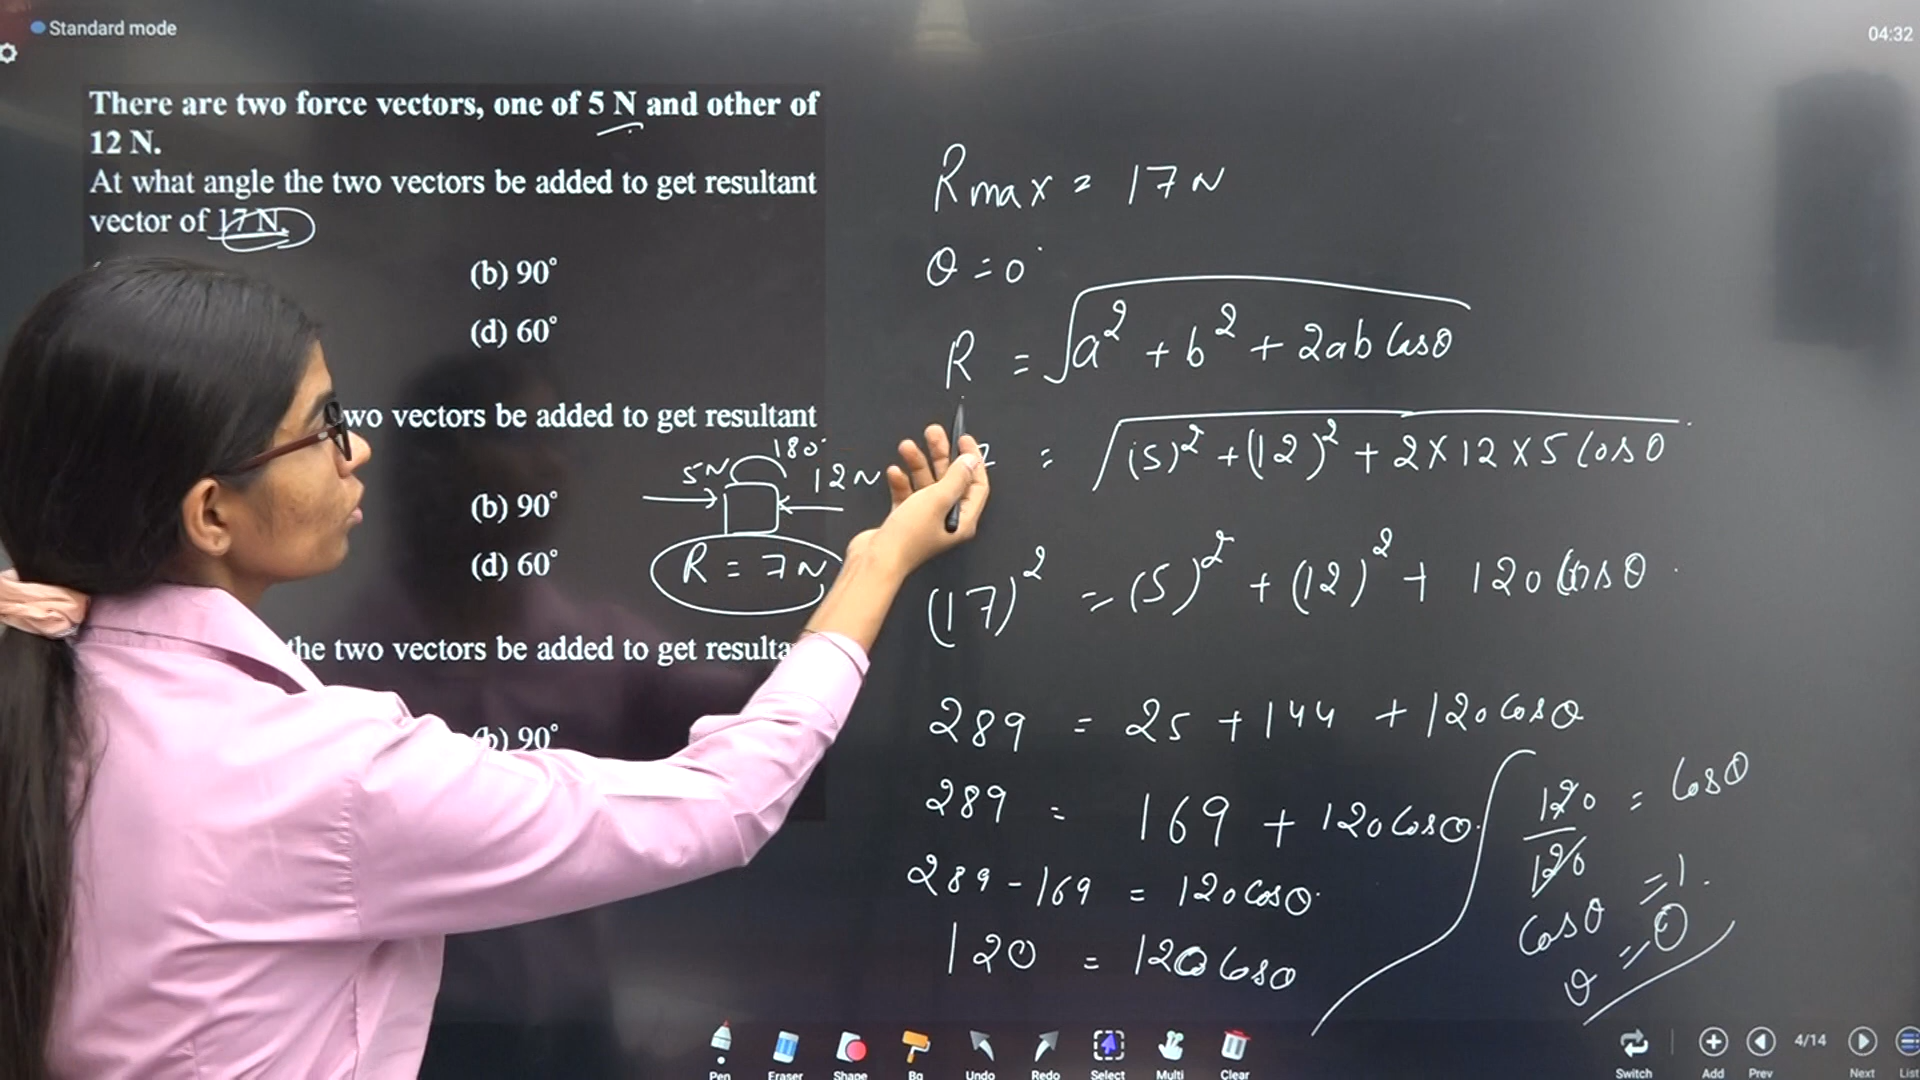 Standard mode
04:32
There are two force vectors, one of 5 N and other of
12 N.
At what angle the two vectors be added to get resultant
vector of 17 N.
(b) 90°
(d) 60°
two vectors be added to get resultant
(b) 90°
(d) 60°
the two vectors be added to get
(b) 90°
180°
5N
12N
R = 7N
Rmax = 17N
θ = 0°
R = √a² + b² + 2ab Cosθ
= √(5)² + (12)² + 2×12×5 Cosθ
(17)² = (5)² + (12)² + 120 Cosθ
289 = 25 + 144 + 120 Cosθ
289 = 169 + 120 Cosθ
289 - 169 = 120 Cosθ
120 = 120 Cosθ
120/120 = Cosθ
Cosθ = 1
θ = 0
Pen Eraser Shape Bg Undo Redo Select Multi Clear
Switch Add Prev 4/14 Next List